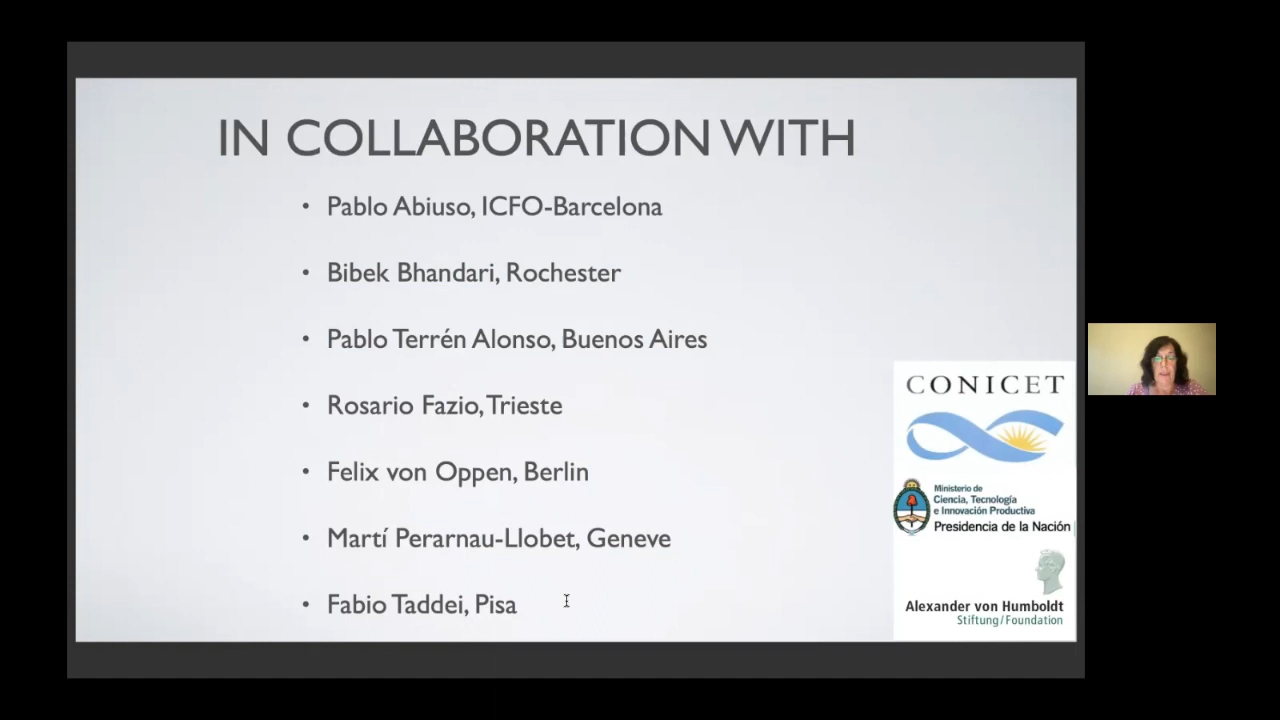 IN COLLABORATION WITH
• Pablo Abiuso, ICFO-Barcelona
• Bibek Bhandari, Rochester
• Pablo Terrén Alonso, Buenos Aires
• Rosario Fazio, Trieste
• Felix von Oppen, Berlin
• Martí Perarnau-Llobet, Geneve
• Fabio Taddei, Pisa
CONICET
Ministerio de
Ciencia, Tecnología
e Innovación Productiva
Presidencia de la Nación
Alexander von Humboldt
Stiftung/Foundation